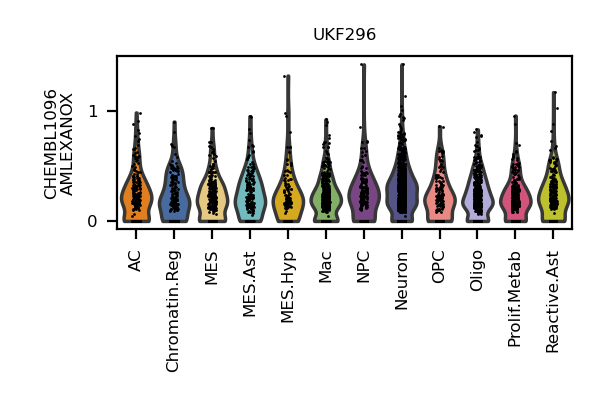 UKF296
CHEMBL1096
AMLEXANOX
1
0
AC
Chromatin.Reg
MES
MES.Ast
MES.Hyp
Mac
NPC
Neuron
OPC
Oligo
Prolif.Metab
Reactive.Ast